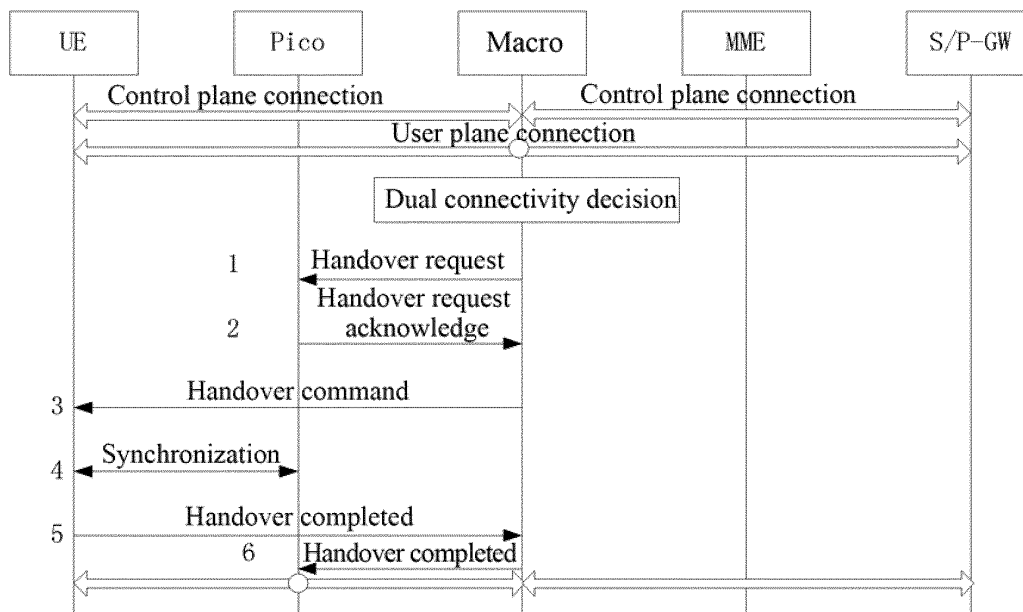 UE
Pico
Macro
MME
S/P-GW
Control plane connection
Control plane connection
User plane connection
Dual connectivity decision
1
Handover request
Handover request
2
acknowledge
Handover command
3
Synchronization
4
Handover completed
5
6
Handover completed